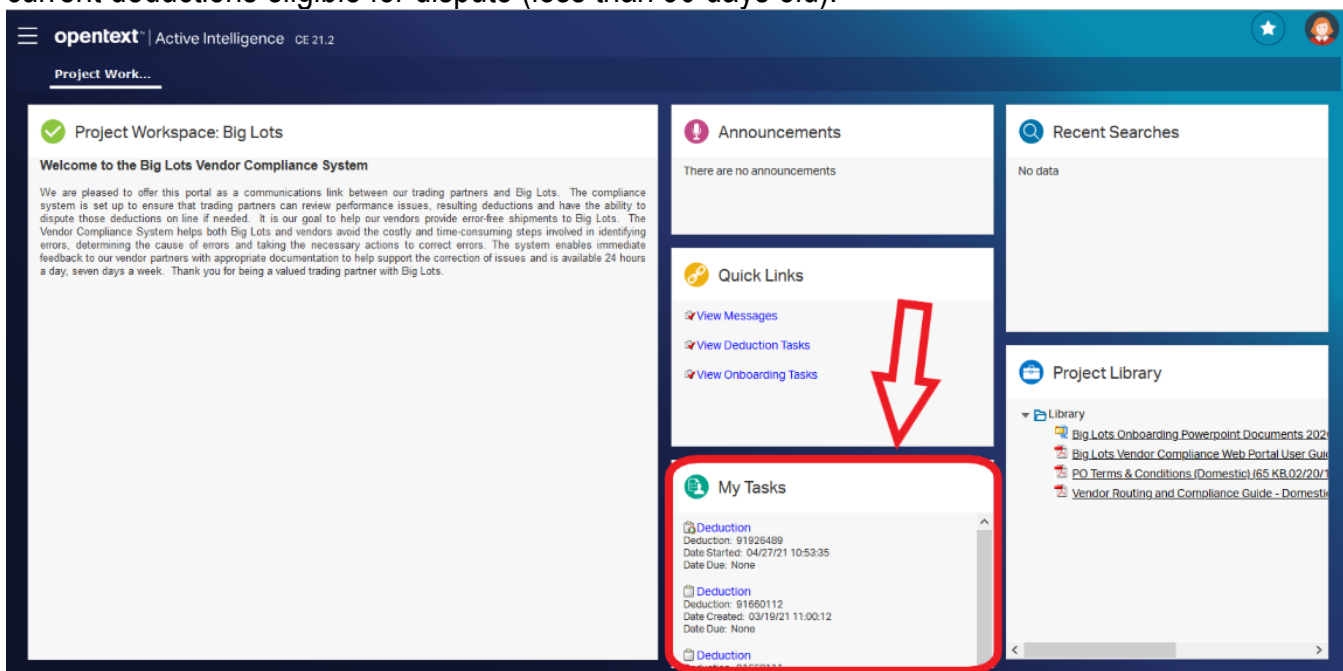 current deductions eligible for dispute (less than 90 days old).
opentext™ | Active Intelligence CE 21.2
Project Work...
Project Workspace: Big Lots
Welcome to the Big Lots Vendor Compliance System
We are pleased to offer this portal as a communications link between our trading partners and Big Lots. The compliance
system is set up to ensure that trading partners can review performance issues, resulting deductions and have the ability to
dispute those deductions on line if needed. It is our goal to help our vendors provide error-free shipments to Big Lots. The
Vendor Compliance System helps both Big Lots and vendors avoid the costly and time-consuming steps involved in identifying
errors, determining the cause of errors and taking the necessary actions to correct errors. The system enables immediate
feedback to our vendor partners with appropriate documentation to help support the correction of issues and is available 24 hours
a day, seven days a week. Thank you for being a valued trading partner with Big Lots.
Announcements
There are no announcements
Quick Links
View Messages
View Deduction Tasks
View Onboarding Tasks
My Tasks
Deduction
Deduction: 91926489
Date Started: 04/27/21 10:53:35
Date Due: None
Deduction
Deduction: 91660112
Date Created: 03/19/21 11:00:12
Date Due: None
Deduction
Recent Searches
No data
Project Library
Library
Big Lots Onboarding Powerpoint Documents 202
Big Lots Vendor Compliance Web Portal User Gui
PO Terms & Conditions (Domestic) (65 KB,02/20/1
Vendor Routing and Compliance Guide - Domesti